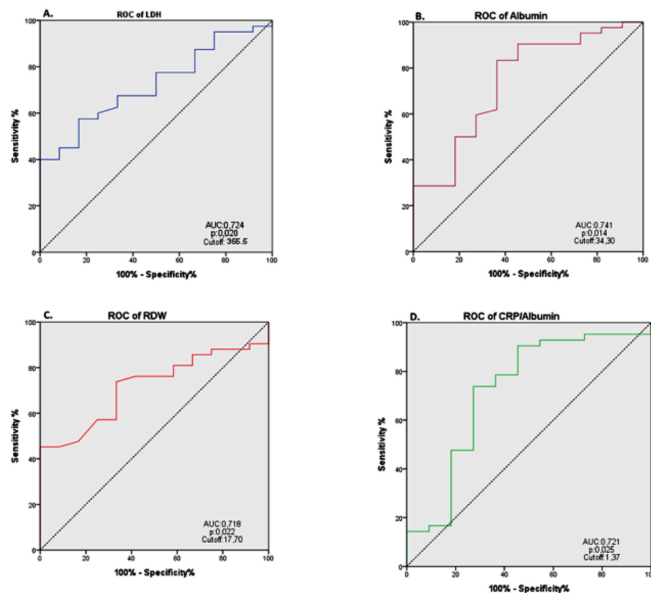 A.
ROC of LDH
100
80
60
40
20
0
Sensitivity %
0 20 40 60 80 100
100% - Specificity%
AUC:0,724
p:0,020
Cutoff: 355.5
B.
ROC of Albumin
100
80
60
40
20
0
Sensitivity %
0 20 40 60 80 100
100% - Specificity%
AUC:0,741
p:0,014
Cutoff:34,30
C.
ROC of RDW
100
80
60
40
20
0
Sensitivity %
0 20 40 60 80 100
100% - Specificity%
AUC:0,718
p:0,022
Cutoff:17,70
D.
ROC of CRP/Albumin
100
80
60
40
20
0
Sensitivity %
0 20 40 60 80 100
100% - Specificity%
AUC:0,721
p:0,025
Cutoff:1,37